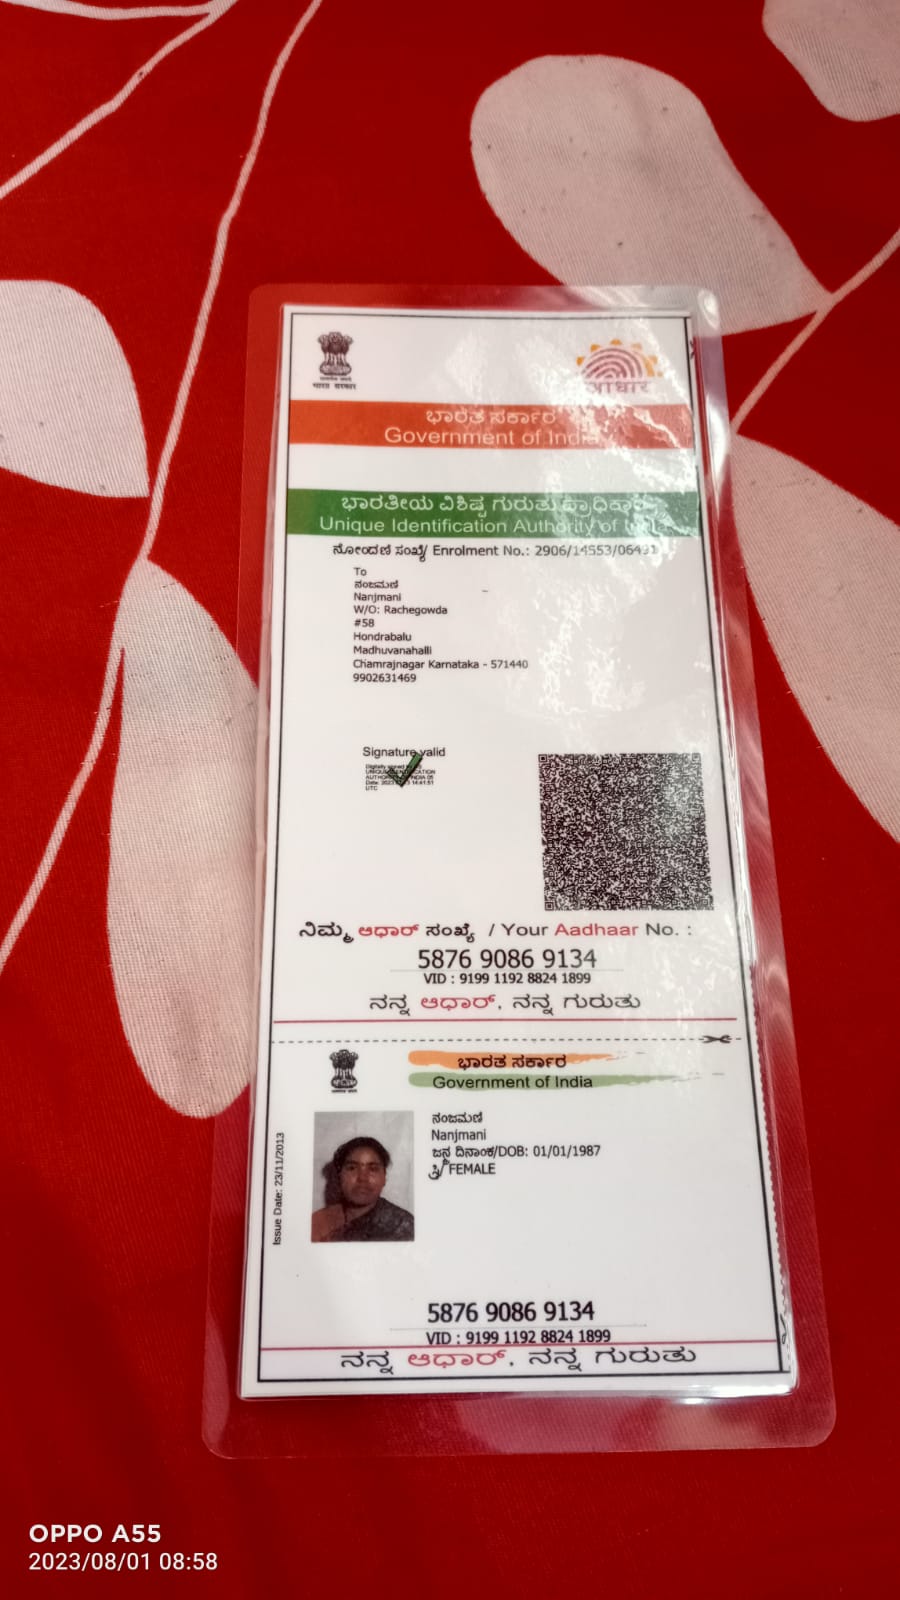 भारत सरकार
आधार
ಭಾರತ ಸರ್ಕಾರ
Government of India
ಭಾರತೀಯ ವಿಶಿಷ್ಟ ಗುರುತು ಪ್ರಾಧಿಕಾರ
Unique Identification Authority of India
ನೋಂದಣಿ ಸಂಖ್ಯೆ/ Enrolment No.: 2906/14553/06491
To
ನಂಜಮಣಿ
Nanjmani
W/O: Rachegowda
#58
Hondrabalu
Madhuvanahalli
Chamrajnagar Karnataka - 571440
9902631469
Signature valid
UTC
ನಿಮ್ಮ ಆಧಾರ್ ಸಂಖ್ಯೆ / Your Aadhaar No. :
5876 9086 9134
VID : 9199 1192 8824 1899
ನನ್ನ ಆಧಾರ್, ನನ್ನ ಗುರುತು
ಭಾರತ ಸರ್ಕಾರ
Government of India
ನಂಜಮಣಿ
Nanjmani
ಜನ್ಮ ದಿನಾಂಕ/DOB: 01/01/1987
ಸ್ತ್ರೀ/ FEMALE
Issue Date: 23/11/2013
5876 9086 9134
VID : 9199 1192 8824 1899
ನನ್ನ ಆಧಾರ್, ನನ್ನ ಗುರುತು
OPPO A55
2023/08/01 08:58